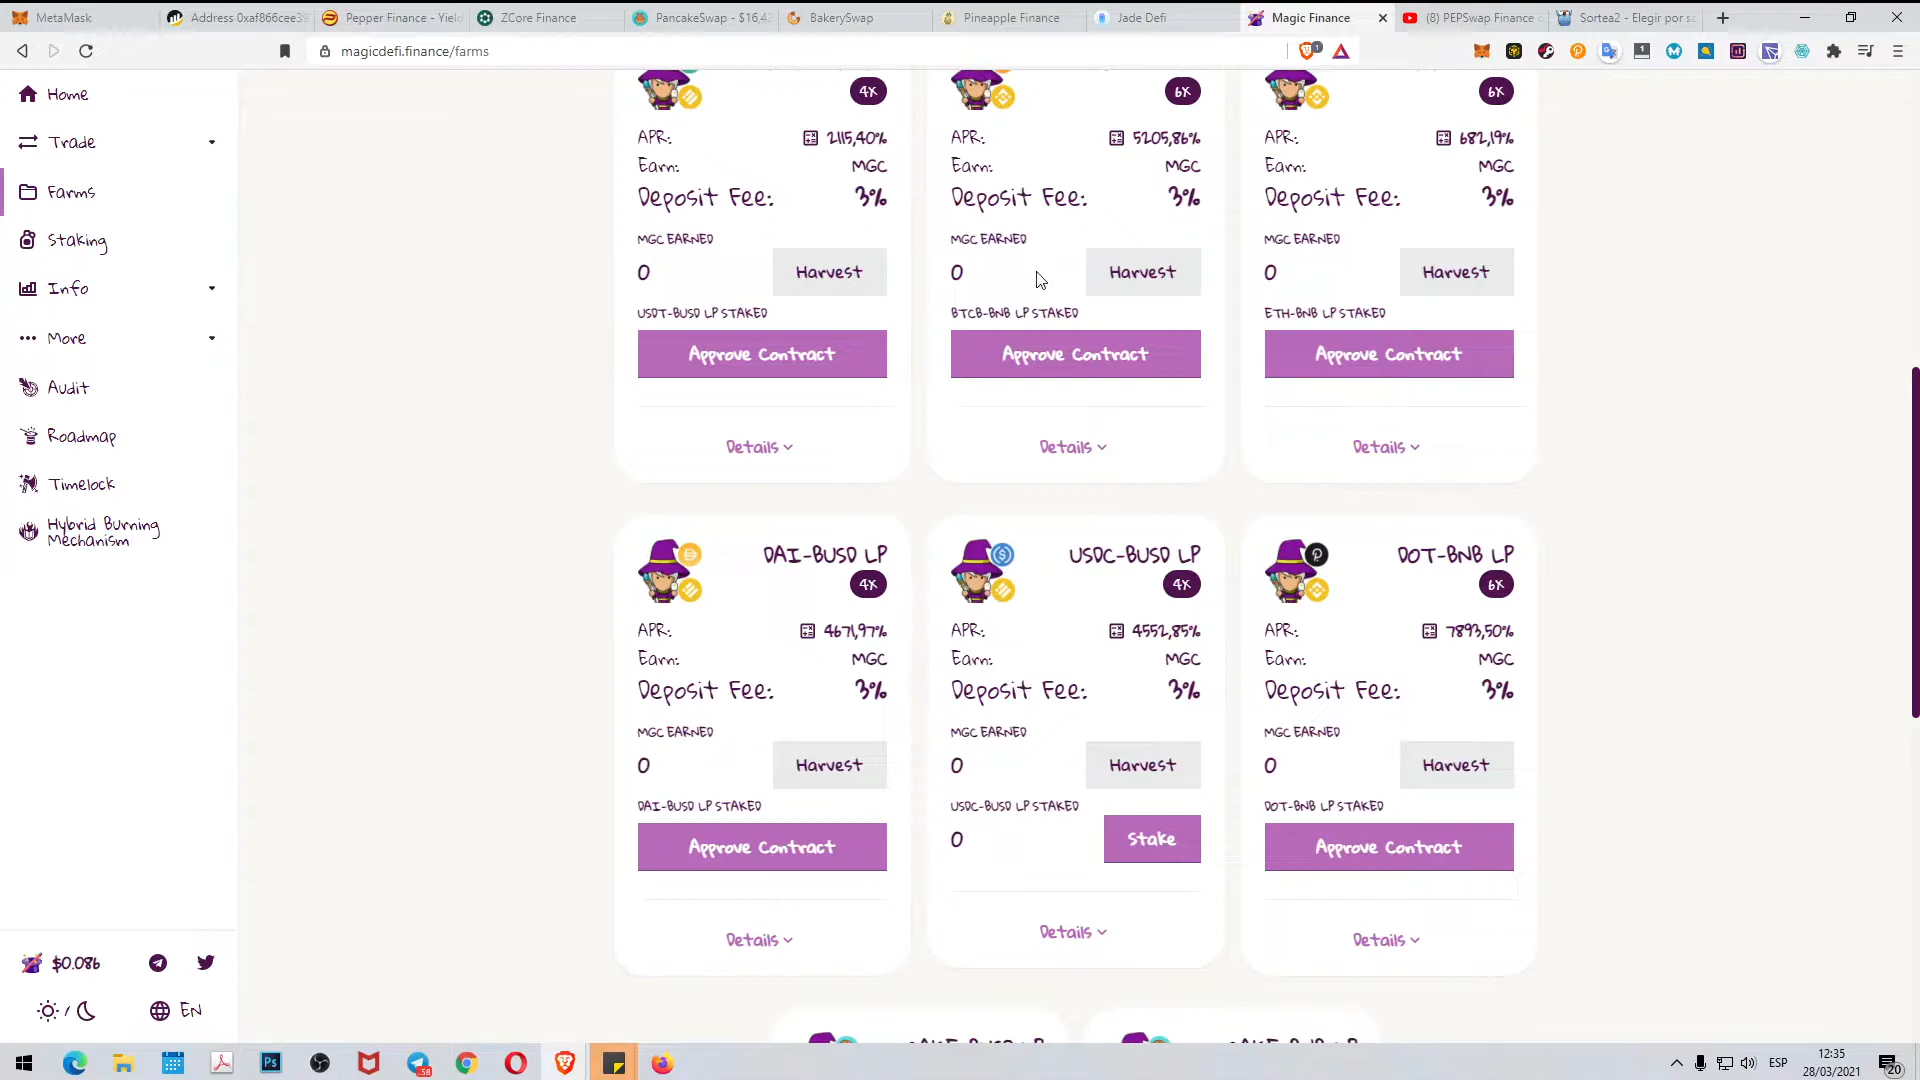 MetaMask
Address 0xaf866cee39
Pepper Finance - Yield
ZCore Finance
PancakeSwap - $16,42
BakerySwap
Pineapple Finance
Jade Defi
Magic Finance
(8) PEPSwap Finance
Sortea2 - Elegir por so
magicdefi.finance/farms
Home
Trade
Farms
Staking
Info
More
Audit
Roadmap
Timelock
Hybrid Burning
Mechanism
$0.086
EN
4X
6X
6X
APR: 2115,40%
APR: 5205,86%
APR: 682,19%
Earn: MGC
Earn: MGC
Earn: MGC
Deposit Fee: 3%
Deposit Fee: 3%
Deposit Fee: 3%
MGC EARNED
MGC EARNED
MGC EARNED
0 Harvest
0 Harvest
0 Harvest
USDT-BUSD LP STAKED
BTCB-BNB LP STAKED
ETH-BNB LP STAKED
Approve Contract
Approve Contract
Approve Contract
Details
Details
Details
DAI-BUSD LP
USDC-BUSD LP
DOT-BNB LP
4X
4X
6X
APR: 4671,97%
APR: 4552,85%
APR: 7893,50%
Earn: MGC
Earn: MGC
Earn: MGC
Deposit Fee: 3%
Deposit Fee: 3%
Deposit Fee: 3%
MGC EARNED
MGC EARNED
MGC EARNED
0 Harvest
0 Harvest
0 Harvest
DAI-BUSD LP STAKED
USDC-BUSD LP STAKED
DOT-BNB LP STAKED
Approve Contract
0 Stake
Approve Contract
Details
Details
Details
ESP
12:35
28/03/2021
20